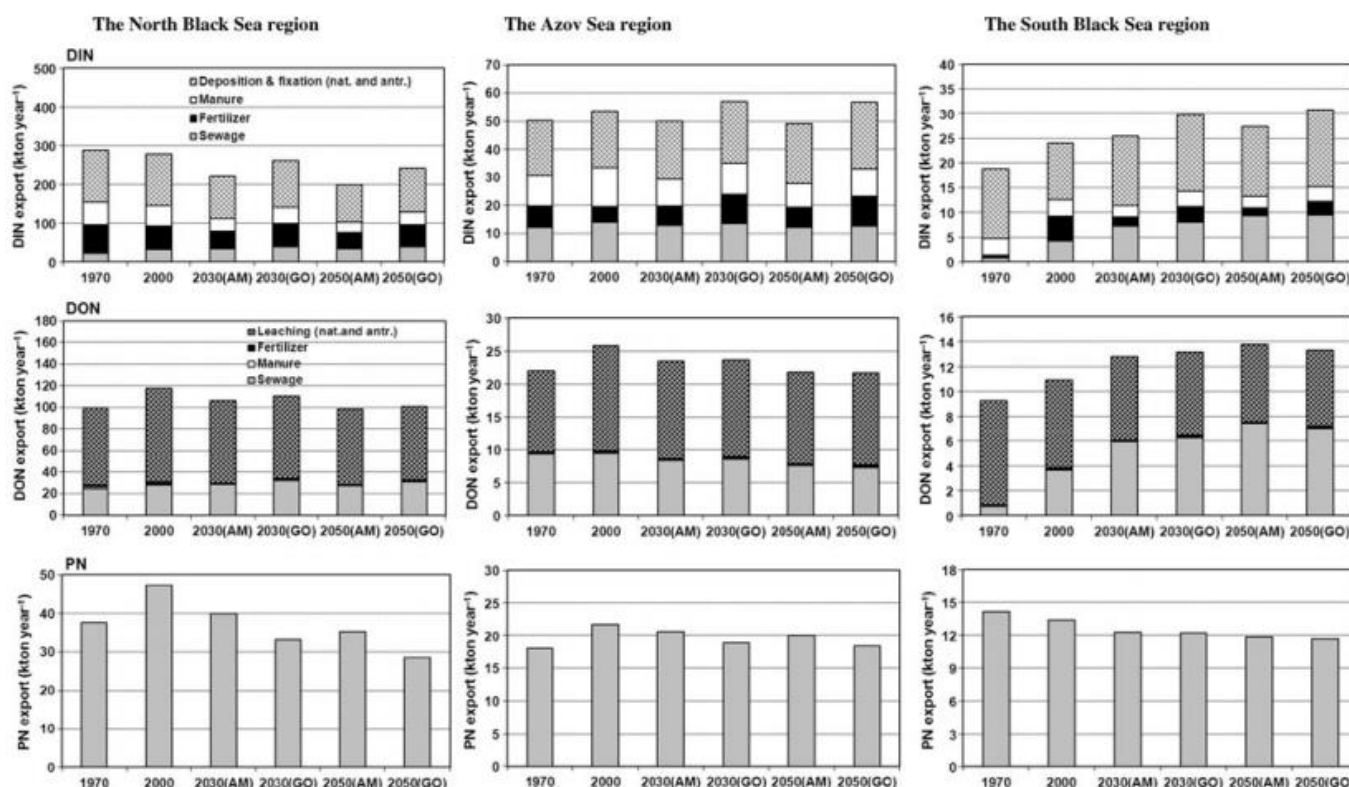 The North Black Sea region
The Azov Sea region
The South Black Sea region
DIN
DIN export (kton year⁻¹)
500
400
300
200
100
0
Deposition & fixation (nat. and antr.)
Manure
Fertilizer
Sewage
1970 2000 2030(AM) 2030(GO) 2050(AM) 2050(GO)
DIN export (kton year⁻¹)
70
60
50
40
30
20
10
0
1970 2000 2030(AM) 2030(GO) 2050(AM) 2050(GO)
DIN export (kton year⁻¹)
40
35
30
25
20
15
10
5
0
1970 2000 2030(AM) 2030(GO) 2050(AM) 2050(GO)
DON
DON export (kton year⁻¹)
180
160
140
120
100
80
60
40
20
0
Leaching (nat.and antr.)
Fertilizer
Manure
Sewage
1970 2000 2030(AM) 2030(GO) 2050(AM) 2050(GO)
DON export (kton year⁻¹)
30
25
20
15
10
5
0
1970 2000 2030(AM) 2030(GO) 2050(AM) 2050(GO)
DON export (kton year⁻¹)
16
14
12
10
8
6
4
2
0
1970 2000 2030(AM) 2030(GO) 2050(AM) 2050(GO)
PN
PN export (kton year⁻¹)
50
40
30
20
10
0
1970 2000 2030(AM) 2030(GO) 2050(AM) 2050(GO)
PN export (kton year⁻¹)
30
25
20
15
10
5
0
1970 2000 2030(AM) 2030(GO) 2050(AM) 2050(GO)
PN export (kton year⁻¹)
18
15
12
9
6
3
0
1970 2000 2030(AM) 2030(GO) 2050(AM) 2050(GO)